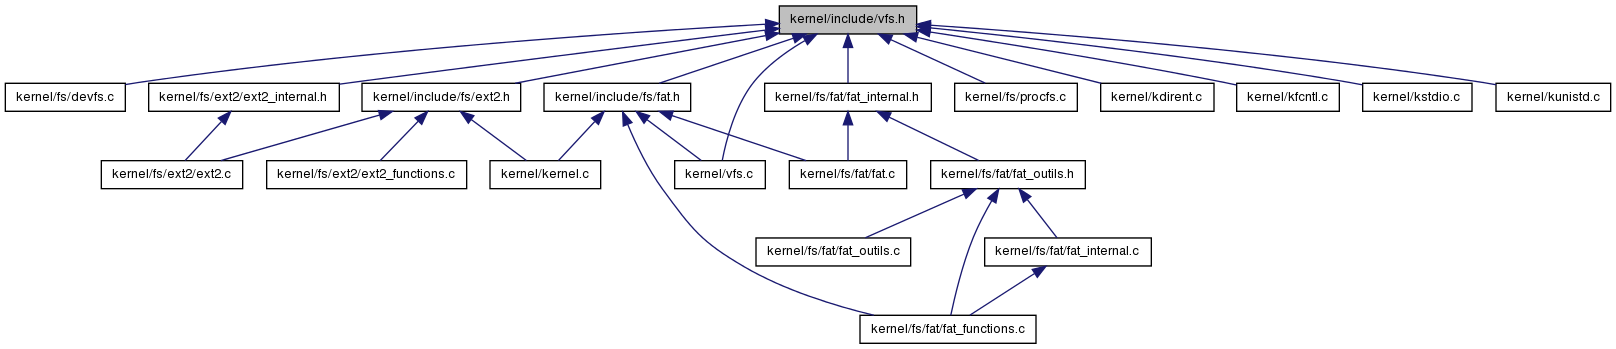 kernel/include/vfs.h
kernel/fs/devfs.c
kernel/fs/ext2/ext2_internal.h
kernel/include/fs/ext2.h
kernel/include/fs/fat.h
kernel/fs/fat/fat_internal.h
kernel/fs/procfs.c
kernel/kdirent.c
kernel/kfcntl.c
kernel/kstdio.c
kernel/kunistd.c
kernel/fs/ext2/ext2.c
kernel/fs/ext2/ext2_functions.c
kernel/kernel.c
kernel/vfs.c
kernel/fs/fat/fat.c
kernel/fs/fat/fat_outils.h
kernel/fs/fat/fat_outils.c
kernel/fs/fat/fat_internal.c
kernel/fs/fat/fat_functions.c